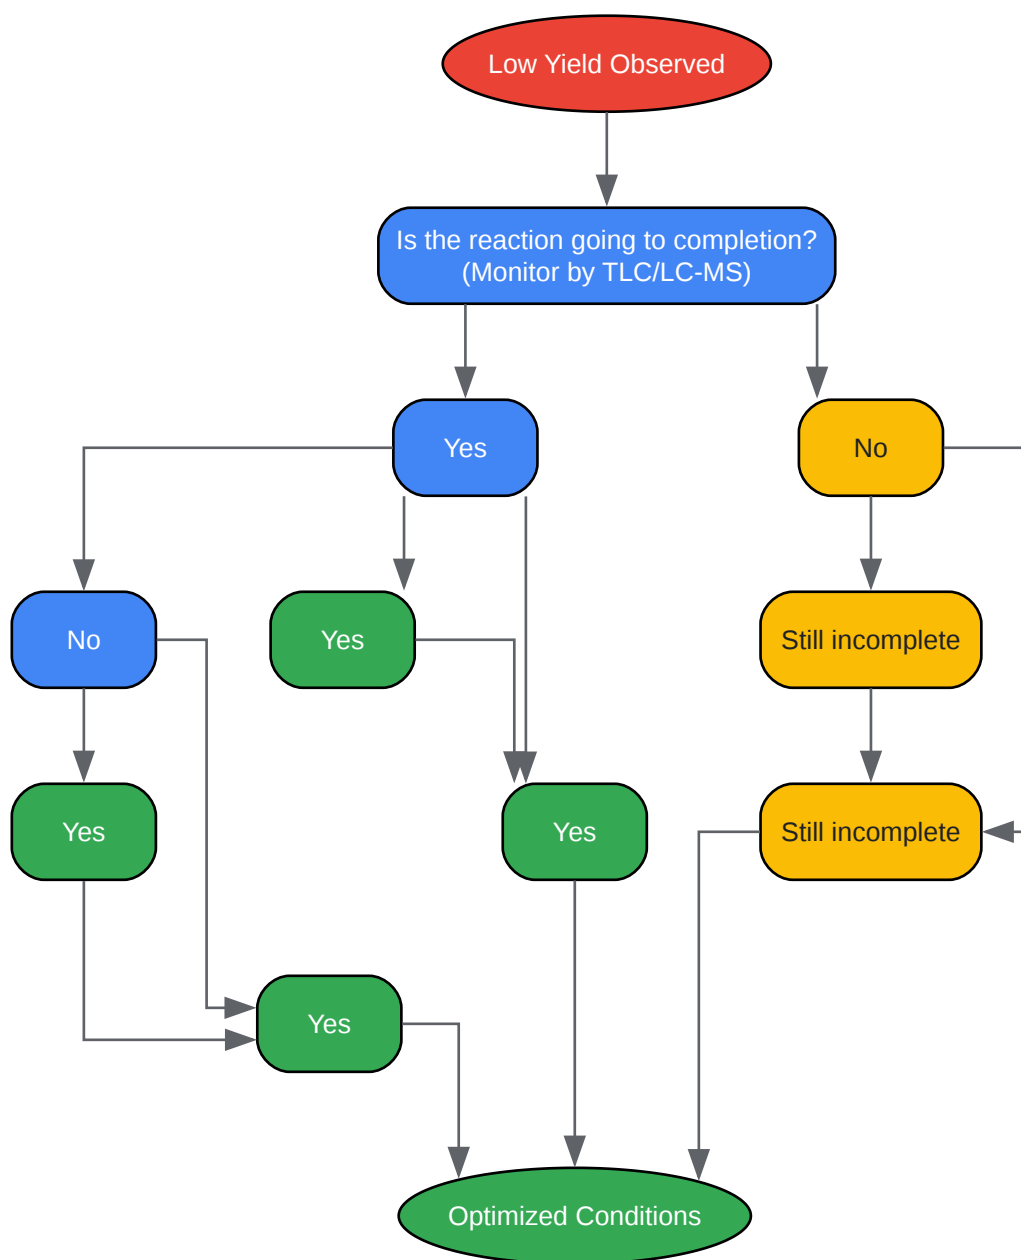 Low Yield Observed
Is the reaction going to completion?
(Monitor by TLC/LC-MS)
Yes
No
No
Yes
Still incomplete
Yes
Yes
Still incomplete
Yes
Optimized Conditions